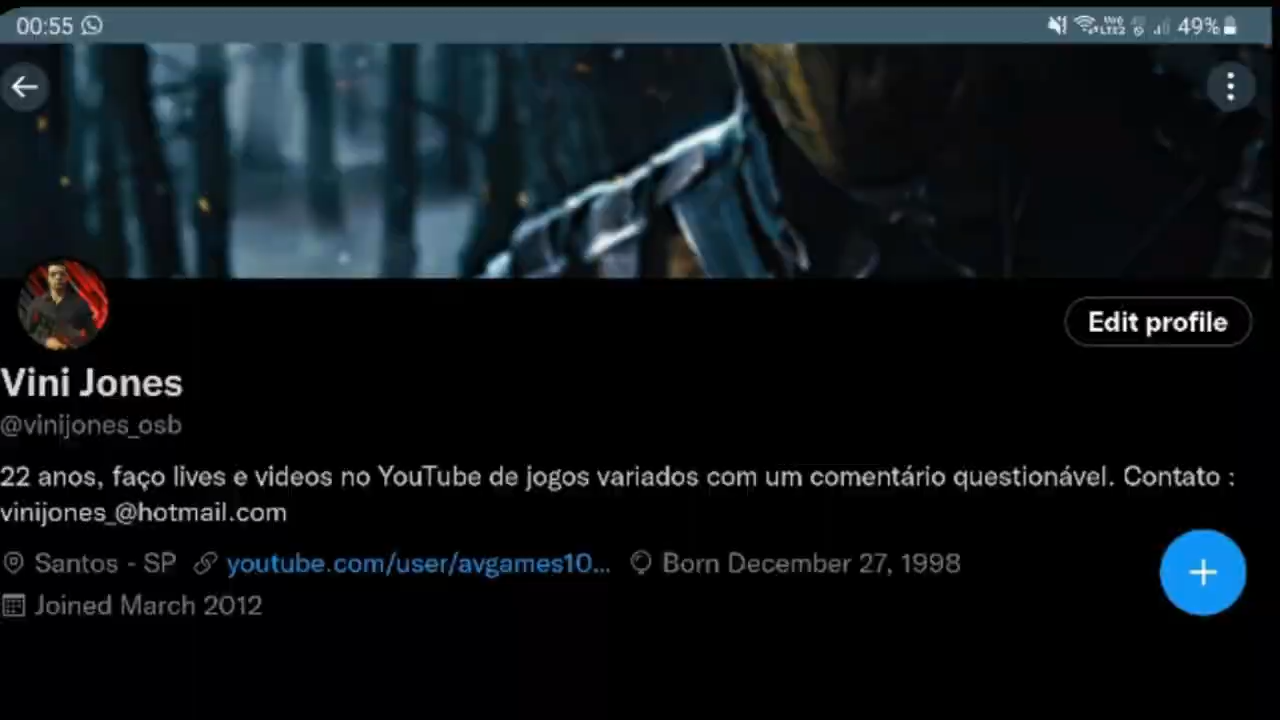 00:55 49%
Edit profile
Vini Jones
@vinijones_osb
22 anos, faço lives e videos no YouTube de jogos variados com um comentário questionável. Contato :
vinijones_@hotmail.com
Santos - SP youtube.com/user/avgames10... Born December 27, 1998
Joined March 2012